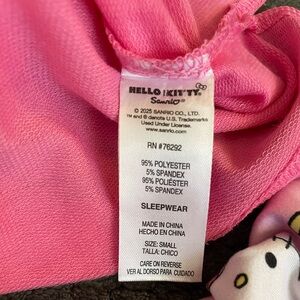 HELLO KITTY
Sanrio
© 2025 SANRIO CO., LTD.
™ and ® denots U.S. Trademarks
Used Under License.
www.sanrio.com
RN #76292
95% POLYESTER
5% SPANDEX
95% POLIÉSTER
5% SPANDEX
SLEEPWEAR
MADE IN CHINA
HECHO EN CHINA
SIZE: SMALL
TALLA: CHICO
CARE ON REVERSE
VER AL DORSO PARA CUIDADO